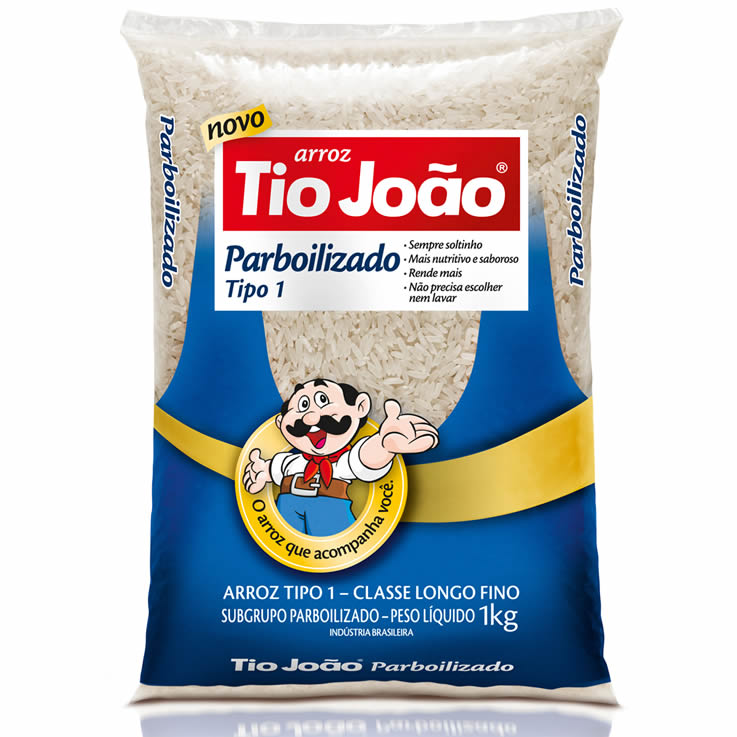 novo
arroz
Tio João®
Parboilizado
Tipo 1
· Sempre soltinho
· Mais nutritivo e saboroso
· Rende mais
· Não precisa escolher
nem lavar
Parboilizado
Parboilizado
O arroz que acompanha você.
ARROZ TIPO 1 – CLASSE LONGO FINO
SUBGRUPO PARBOILIZADO – PESO LÍQUIDO 1kg
INDÚSTRIA BRASILEIRA
Tio João® Parboilizado